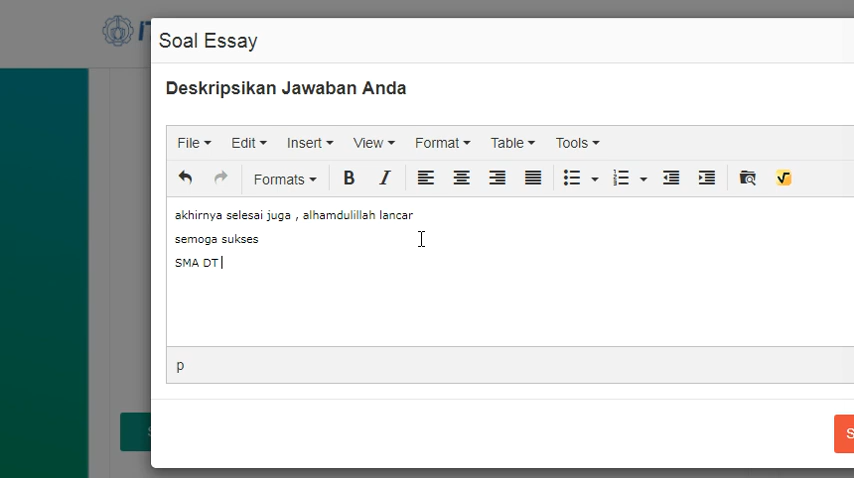 Soal Essay
Deskripsikan Jawaban Anda
File Edit Insert View Format Table Tools
Formats B I
akhirnya selesai juga , alhamdulillah lancar
semoga sukses
SMA DT
p